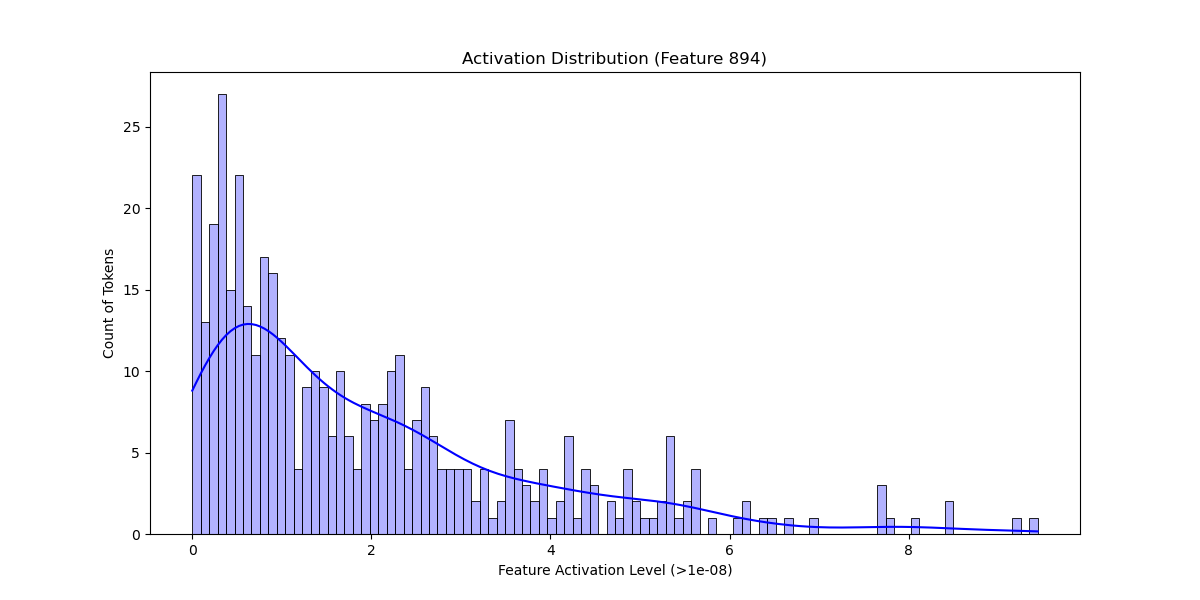 Activation Distribution (Feature 894)
Count of Tokens
25
20
15
10
5
0
0 2 4 6 8
Feature Activation Level (>1e-08)